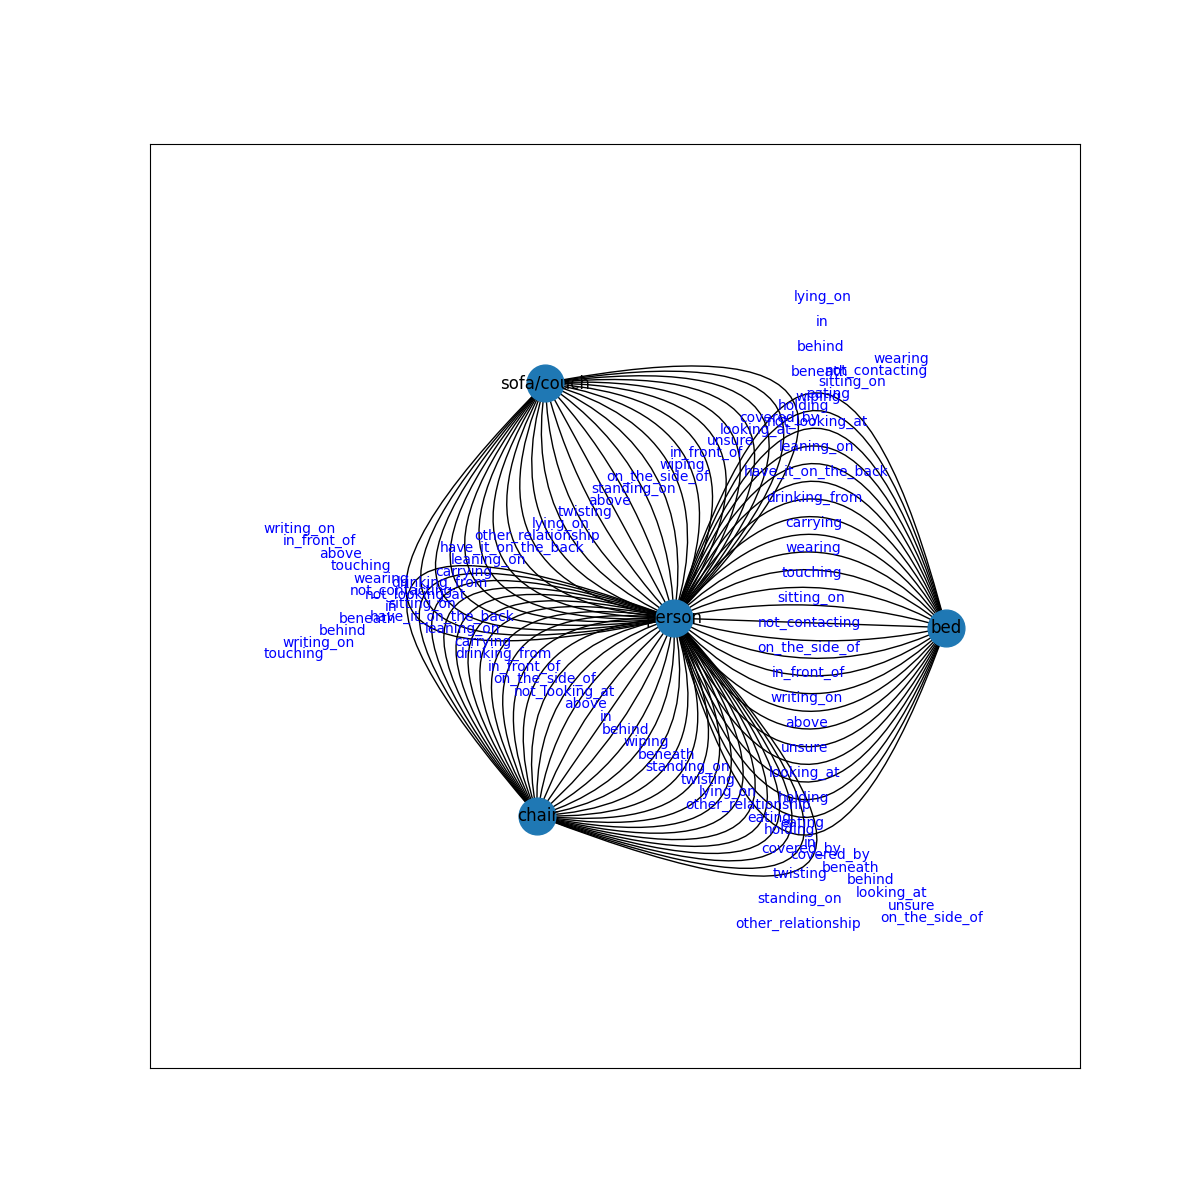 lying_on
in
behind
wearing
beneath
not_contacting
sitting_on
sofa/couch
eating
wiping
holding
covered_by
not_looking_at
looking_at
unsure
leaning_on
in_front_of
wiping
have_it_on_the_back
on_the_side_of
standing_on
drinking_from
above
twisting
carrying
lying_on
writing_on
other_relationship
in_front_of
have_it_on_the_back
wearing
above
leaning_on
touching
carrying
touching
wearing
drinking_from
not_contacting
not_looking_at
sitting_on
sitting_on
in
beneath
have_it_on_the_back
person
not_contacting
bed
behind
leaning_on
writing_on
carrying
on_the_side_of
touching
drinking_from
in_front_of
in_front_of
on_the_side_of
not_looking_at
writing_on
above
in
above
behind
wiping
unsure
beneath
standing_on
looking_at
twisting
lying_on
holding
other_relationship
chair
eating
eating
holding
in
covered_by
covered_by
beneath
twisting
behind
looking_at
standing_on
unsure
on_the_side_of
other_relationship